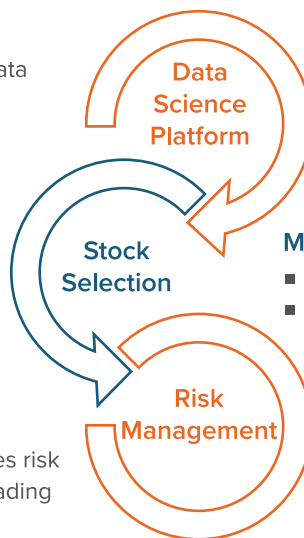 ata
Data
Science
Platform
Stock
Selection
M
Risk
Management
es risk
ading